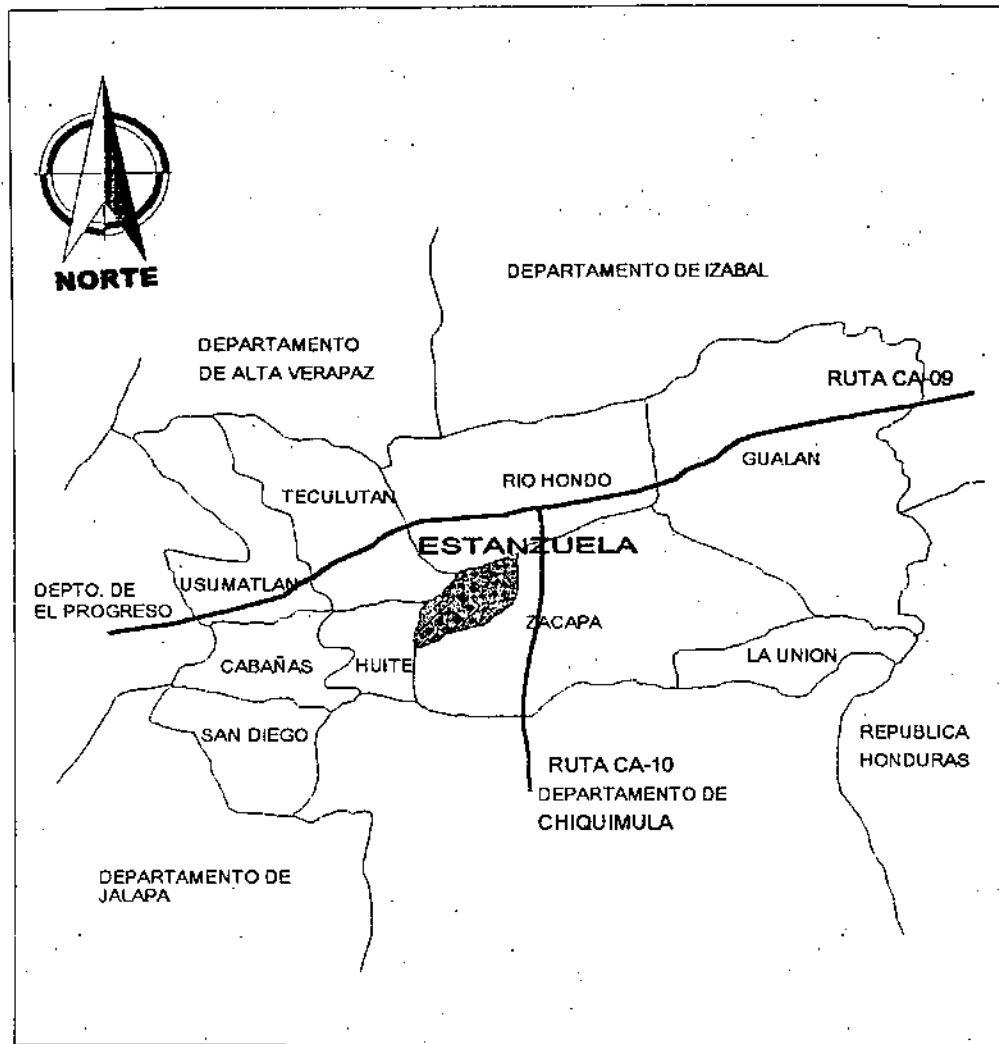 NORTE
DEPARTAMENTO DE IZABAL
DEPARTAMENTO
DE ALTA VERAPAZ
RUTA CA-09
GUALAN
RIO HONDO
TECULUTAN
ESTANZUELA
USUMATLAN
DEPTO. DE
EL PROGRESO
ZACAPA
LA UNION
CABAÑAS
HUITE
SAN DIEGO
REPUBLICA
HONDURAS
RUTA CA-10
DEPARTAMENTO DE
CHIQUIMULA
DEPARTAMENTO DE
JALAPA